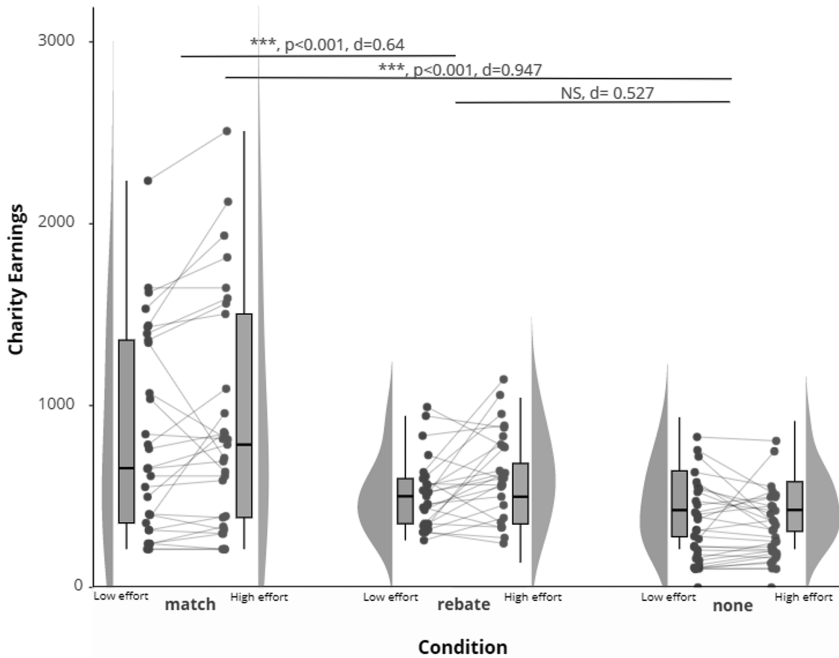 3000
***, p<0.001, d=0.64
***, p<0.001, d=0.947
NS, d= 0.527
2000
Charity Earnings
1000
0
Low effort match High effort Low effort rebate High effort Low effort none High effort
Condition